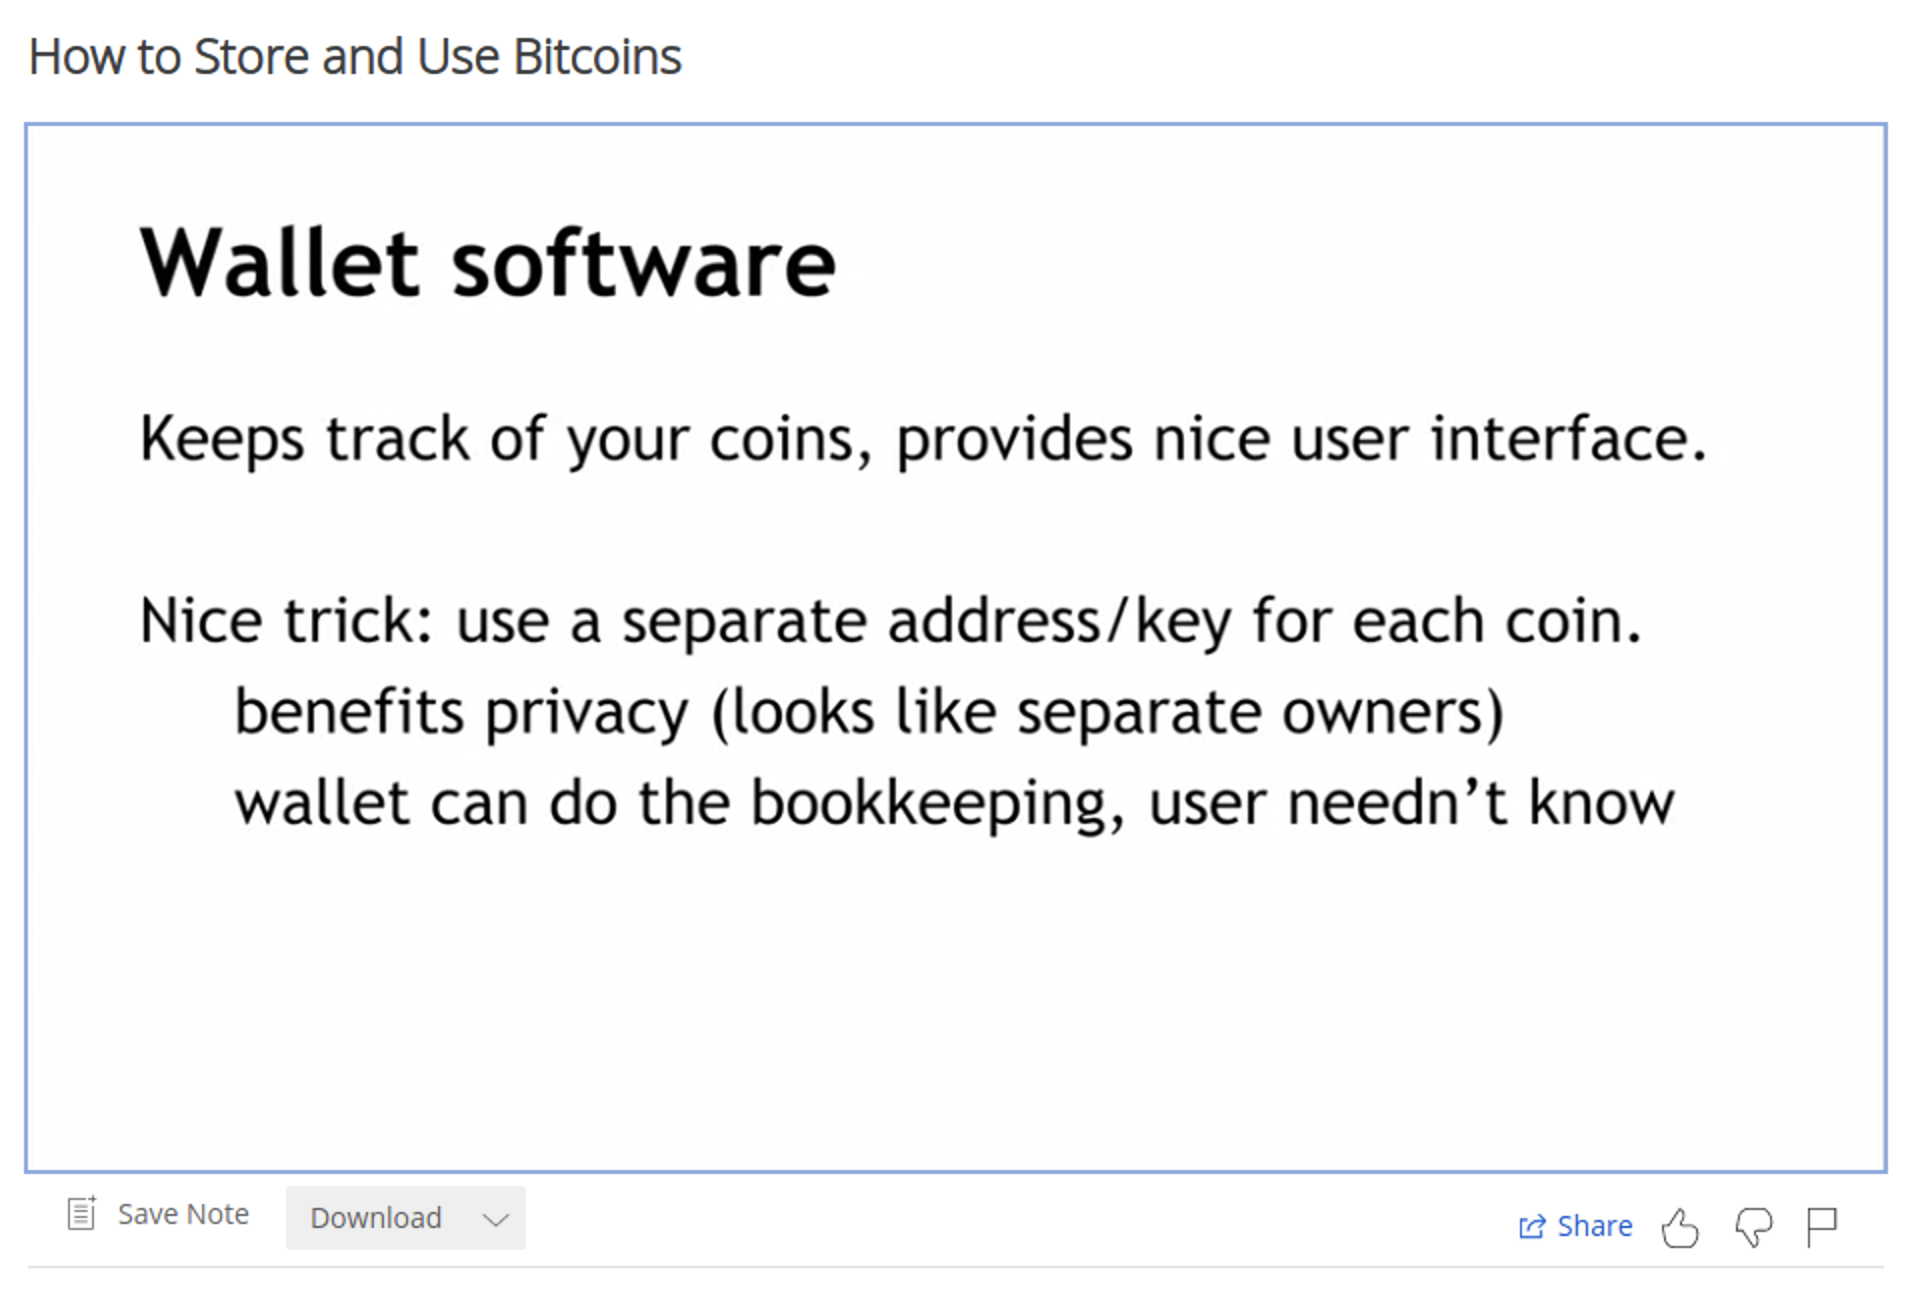 How to Store and Use Bitcoins
Wallet software
Keeps track of your coins, provides nice user interface.
Nice trick: use a separate address/key for each coin.
benefits privacy (looks like separate owners)
wallet can do the bookkeeping, user needn’t know
Save Note Download Share